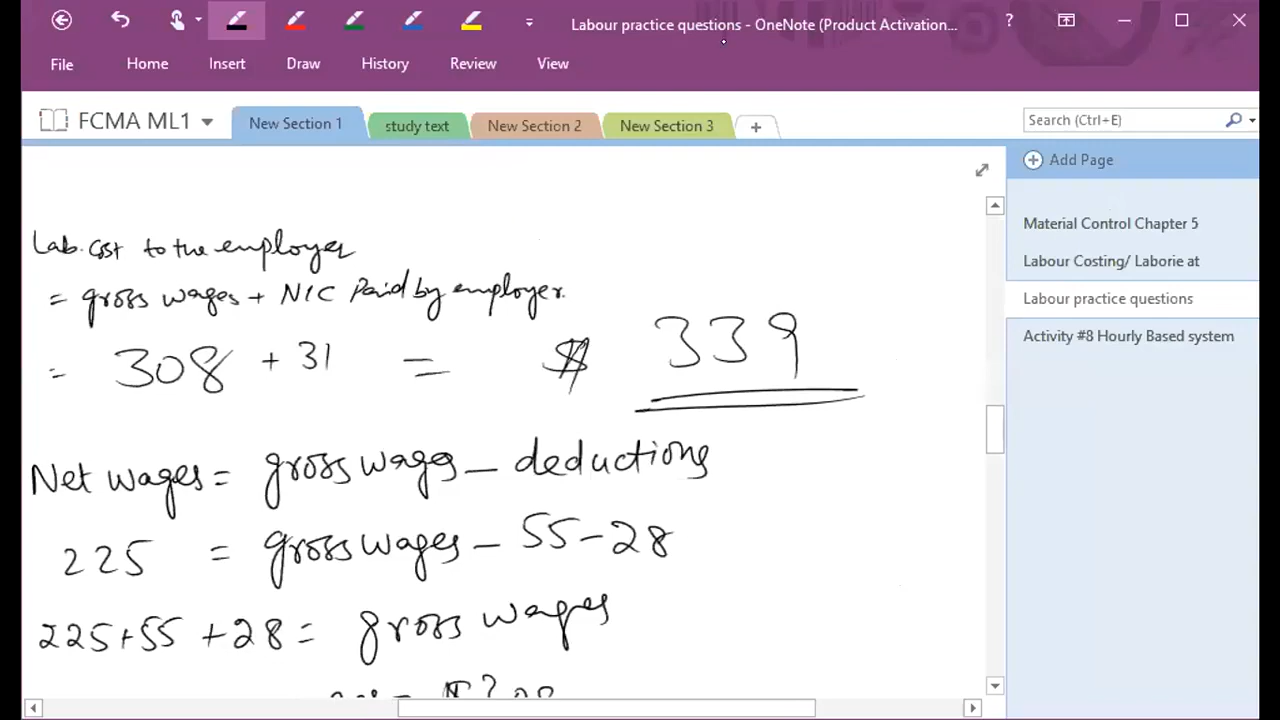 Labour practice questions - OneNote (Product Activation...
?
File Home Insert Draw History Review View
FCMA ML1
New Section 1 study text New Section 2 New Section 3 +
Search (Ctrl+E)
Add Page
Material Control Chapter 5
Labour Costing/ Laborie at
Labour practice questions
Activity #8 Hourly Based system
Lab. cost to the employer
= gross wages + NIC Paid by employer.
= 308 + 31 = $ 339
Net wages = gross wages - deductions
225 = gross wages - 55 - 28
225 + 55 + 28 = gross wages